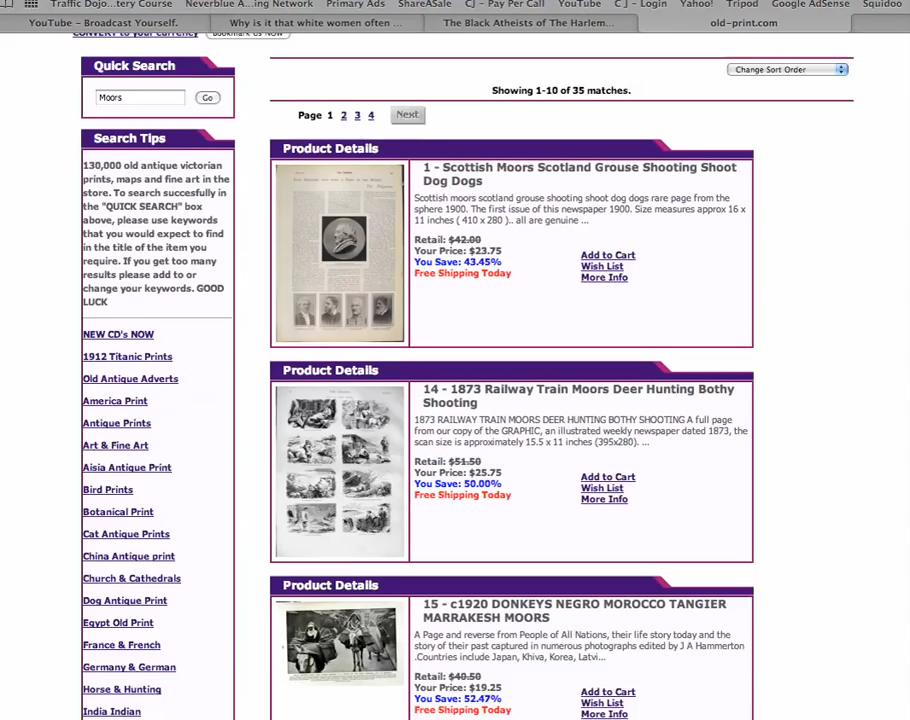 Traffic Dojo...tery Course Neverblue A...ing Network Primary Ads ShareASale CJ - Pay Per Call YouTube CJ - Login Yahoo! Tripod Google AdSense Squidoo
YouTube - Broadcast Yourself. Why is it that white women often ... The Black Atheists of The Harlem... old-print.com
CONVERT to your currency Bookmark Us NOW
Quick Search
Moors Go
Search Tips
130,000 old antique victorian
prints, maps and fine art in the
store. To search succesfully in
the "QUICK SEARCH" box
above, please use keywords
that you would expect to find
in the title of the item you
require. If you get too many
results please add to or
change your keywords. GOOD
LUCK
NEW CD's NOW
1912 Titanic Prints
Old Antique Adverts
America Print
Antique Prints
Art & Fine Art
Aisia Antique Print
Bird Prints
Botanical Print
Cat Antique Prints
China Antique print
Church & Cathedrals
Dog Antique Print
Egypt Old Print
France & French
Germany & German
Horse & Hunting
India Indian
Change Sort Order
Showing 1-10 of 35 matches.
Page 1 2 3 4 Next
Product Details
1 - Scottish Moors Scotland Grouse Shooting Shoot
Dog Dogs
Scottish moors scotland grouse shooting shoot dog dogs rare page from the
sphere 1900. The first issue of this newspaper 1900. Size measures approx 16 x
11 inches ( 410 x 280 ).. all are genuine ...
Retail: $42.00
Your Price: $23.75
You Save: 43.45%
Free Shipping Today
Add to Cart
Wish List
More Info
Product Details
14 - 1873 Railway Train Moors Deer Hunting Bothy
Shooting
1873 RAILWAY TRAIN MOORS DEER HUNTING BOTHY SHOOTING A full page
from our copy of the GRAPHIC, an illustrated weekly newspaper dated 1873, the
scan size is approximately 15.5 x 11 inches (395x280). ...
Retail: $51.50
Your Price: $25.75
You Save: 50.00%
Free Shipping Today
Add to Cart
Wish List
More Info
Product Details
15 - c1920 DONKEYS NEGRO MOROCCO TANGIER
MARRAKESH MOORS
A Page and reverse from People of All Nations, their life story today and the
story of their past captured in numerous photographs edited by J A Hammerton
.Countries include Japan, Khiva, Korea, Latvi...
Retail: $40.50
Your Price: $19.25
You Save: 52.47%
Free Shipping Today
Add to Cart
Wish List
More Info